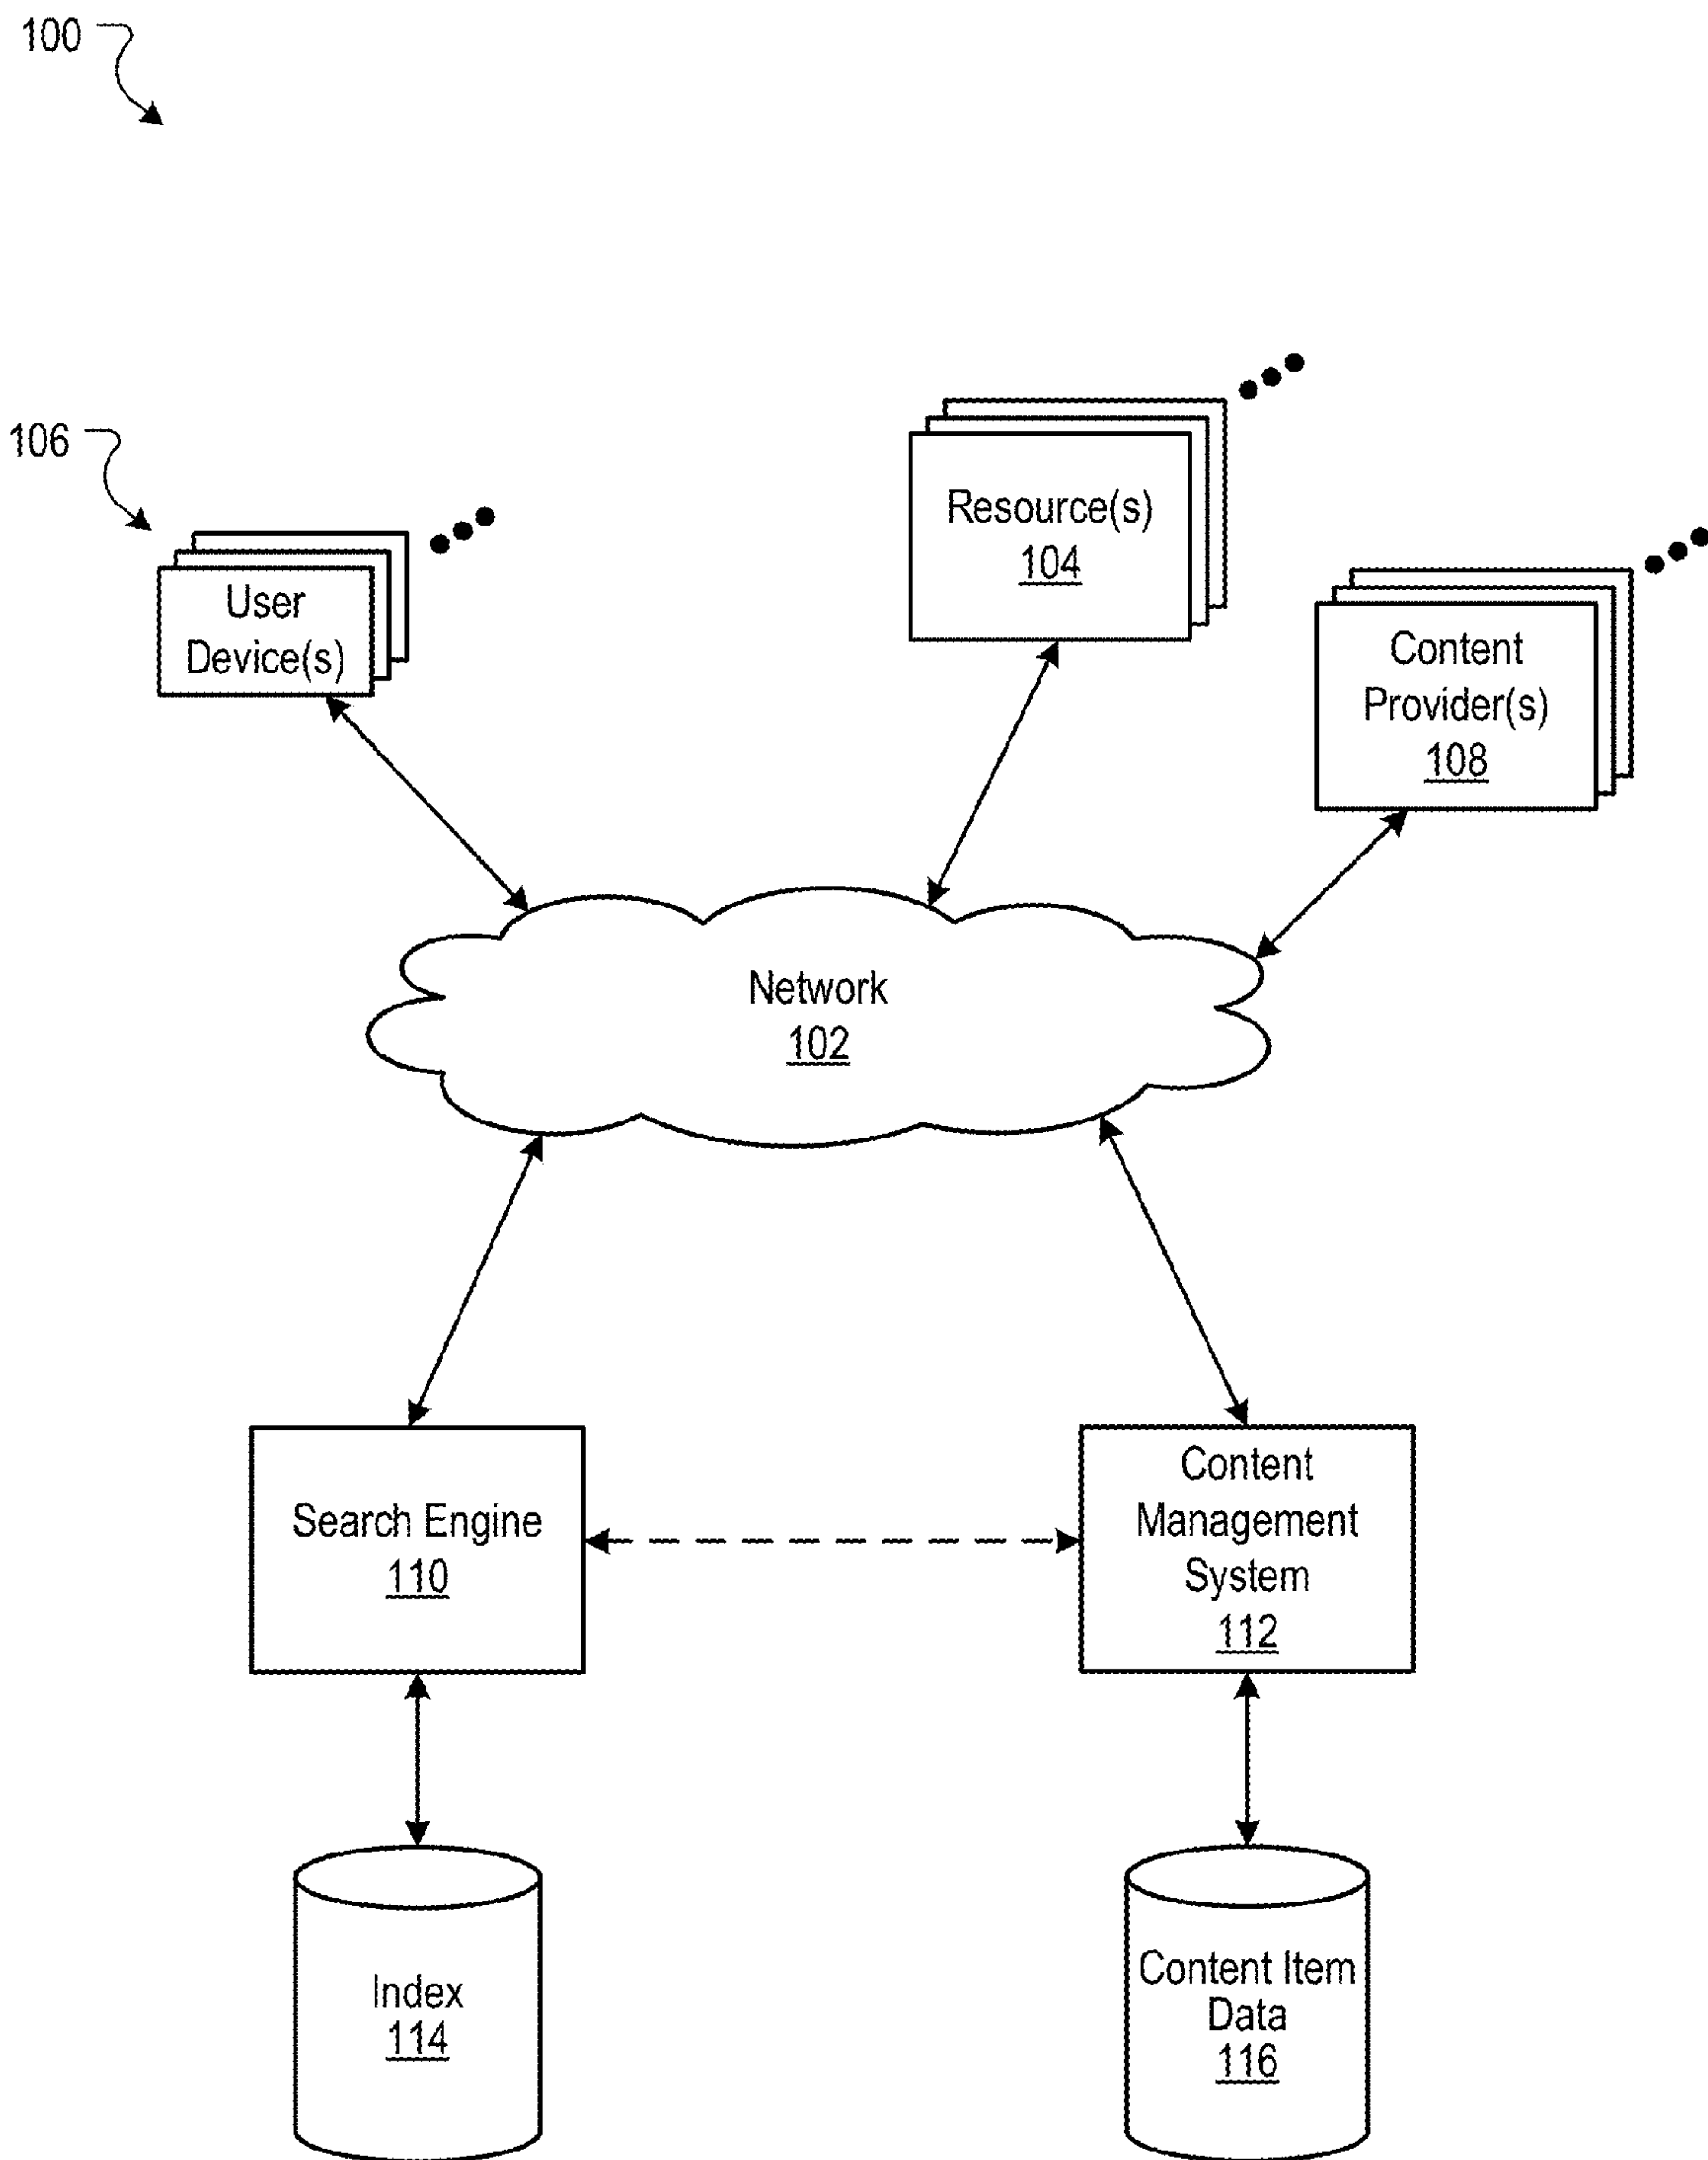 100
106
User
Device(s)
Resource(s)
104
Content
Provider(s)
108
Network
102
Search Engine
110
Content
Management
System
112
Index
114
Content Item
Data
116